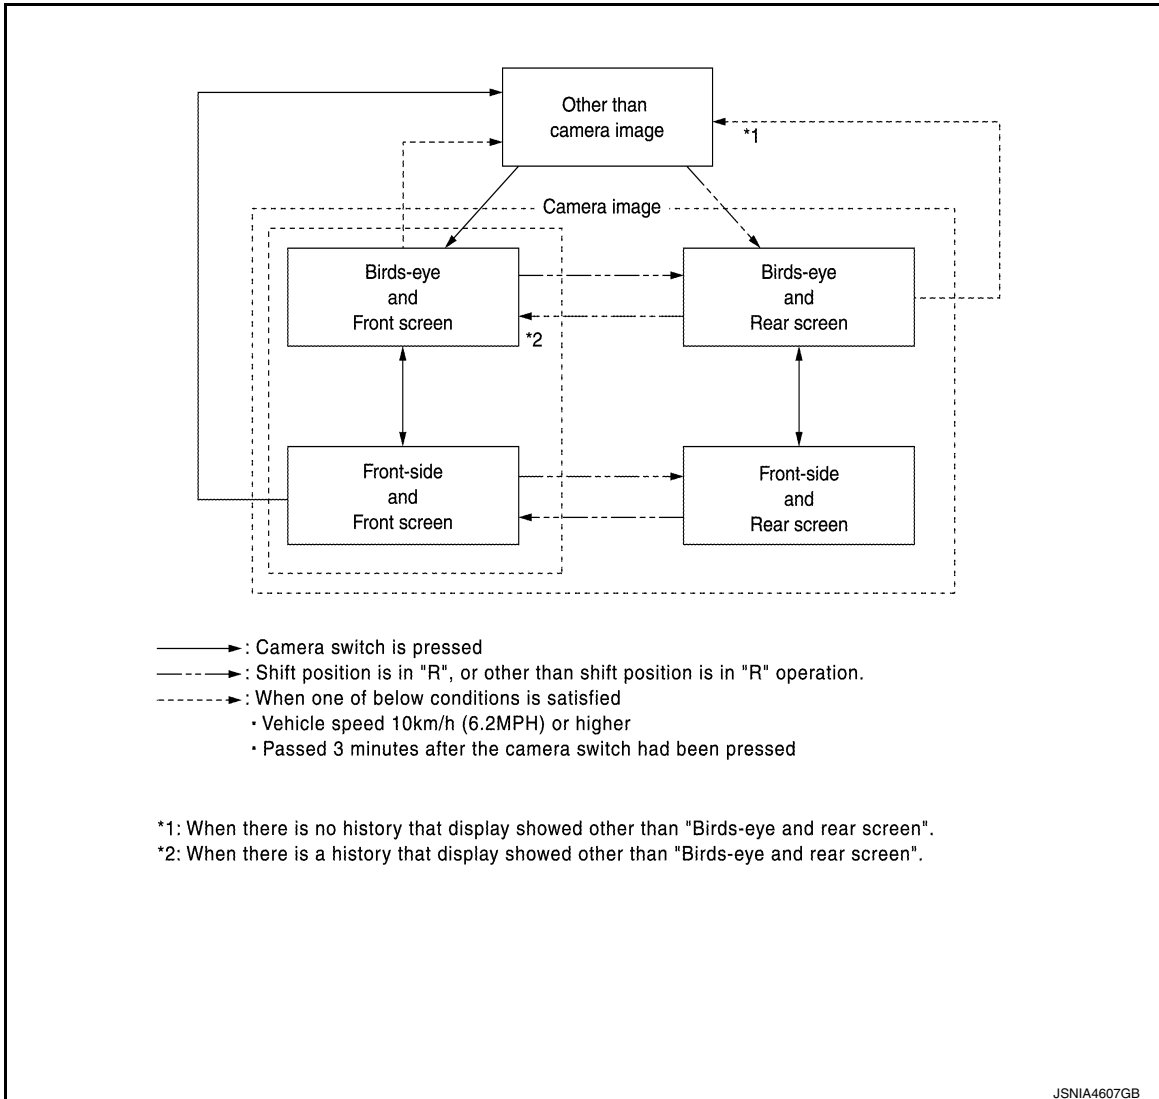 Other than
camera image
*1
Camera image
Birds-eye
and
Front screen
Birds-eye
and
Rear screen
*2
Front-side
and
Front screen
Front-side
and
Rear screen
: Camera switch is pressed
: Shift position is in "R", or other than shift position is in "R" operation.
: When one of below conditions is satisfied
・Vehicle speed 10km/h (6.2MPH) or higher
・Passed 3 minutes after the camera switch had been pressed
*1: When there is no history that display showed other than "Birds-eye and rear screen".
*2: When there is a history that display showed other than "Birds-eye and rear screen".
JSNIA4607GB